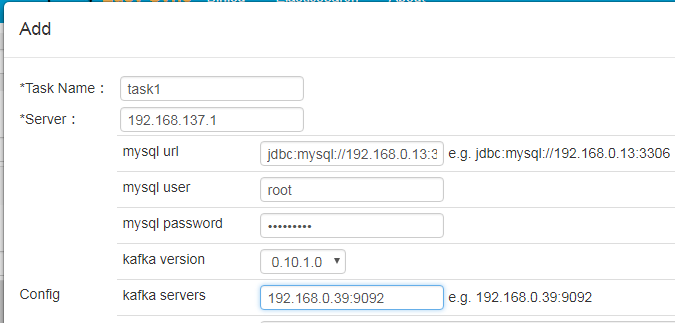 Add
*Task Name : task1
*Server : 192.168.137.1
mysql url jdbc:mysql://192.168.0.13:3 e.g. jdbc:mysql://192.168.0.13:3306
mysql user root
mysql password •••••••••
kafka version 0.10.1.0
Config kafka servers 192.168.0.39:9092 e.g. 192.168.0.39:9092